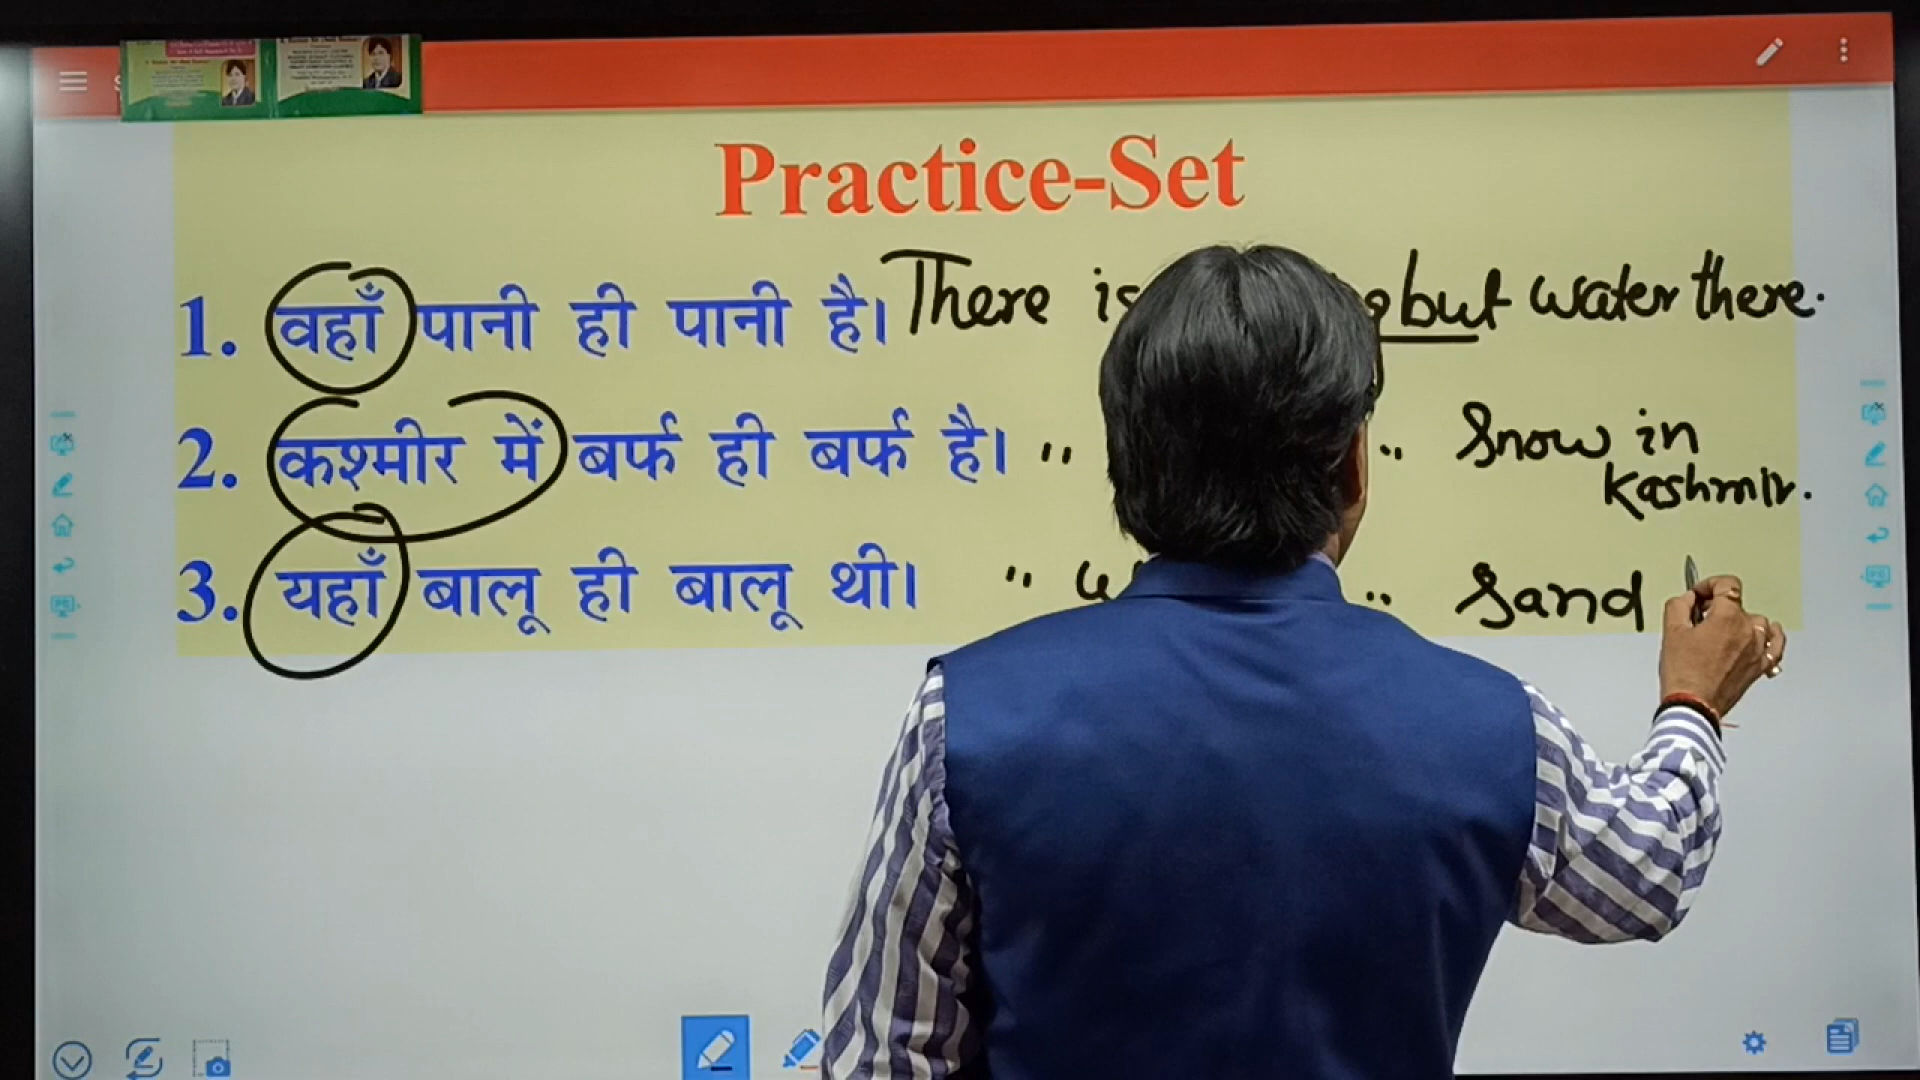 Practice-Set
1. वहाँ पानी ही पानी है। There is but water there.
2. कश्मीर में बर्फ ही बर्फ है। " " Snow in
Kashmir.
3. यहाँ बालू ही बालू थी। " " Sand